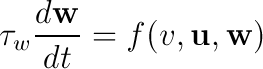 τ_w d𝐰/dt = f(v, 𝐮, 𝐰)